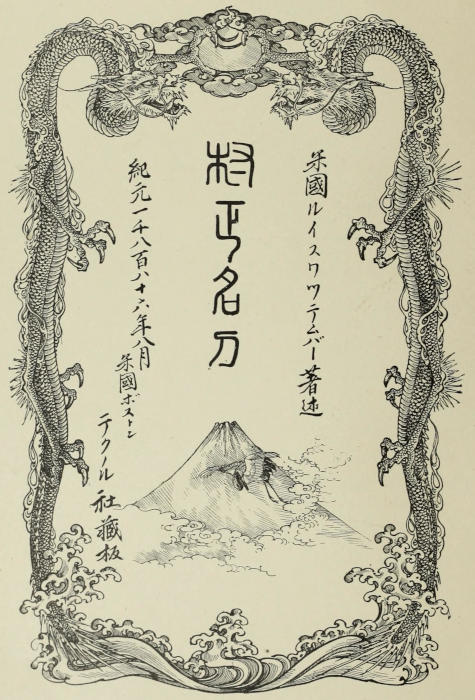 米國ルイスワツテムバー著述
村正名刀
紀元一千八百八十六年八月
米國ボストン
テクル社藏板